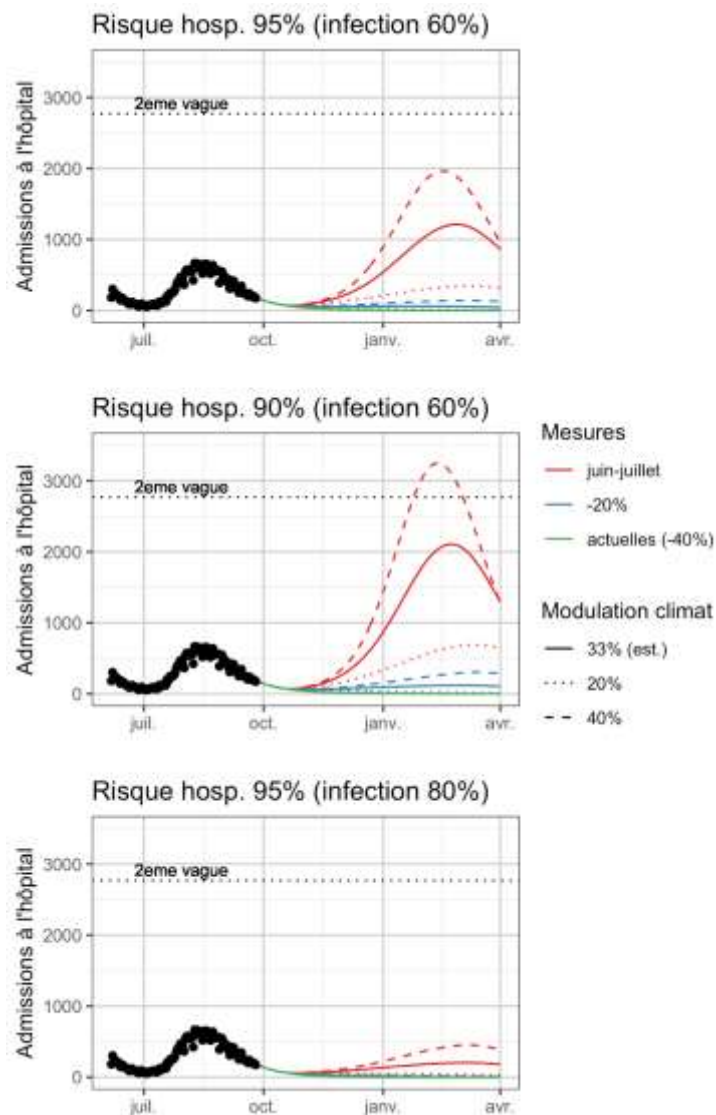 Risque hosp. 95% (infection 60%)
Admissions à l'hôpital
3000
2000
1000
0
2eme vague
juil.
oct.
janv.
avr.
Risque hosp. 90% (infection 60%)
Admissions à l'hôpital
3000
2000
1000
0
2eme vague
juil.
oct.
janv.
avr.
Mesures
juin-juillet
-20%
actuelles (-40%)
Modulation climat
33% (est.)
20%
40%
Risque hosp. 95% (infection 80%)
Admissions à l'hôpital
3000
2000
1000
0
2eme vague
juil.
oct.
janv.
avr.